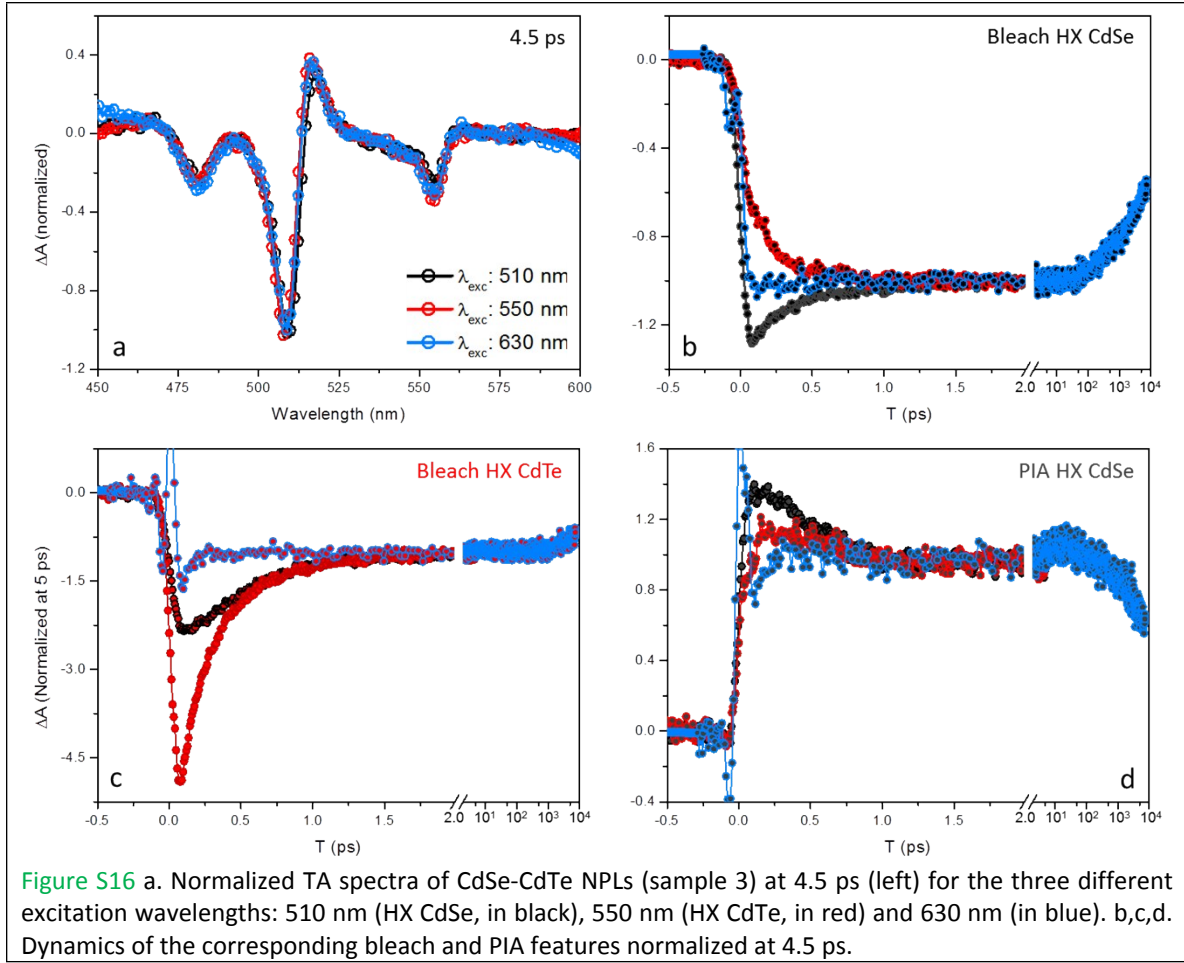 4.5 ps
0.4
0.0
-0.4
-0.8
-1.2
ΔA (normalized)
λexc: 510 nm
λexc: 550 nm
λexc: 630 nm
a
450 475 500 525 550 575 600
Wavelength (nm)
Bleach HX CdSe
0.0
-0.4
-0.8
-1.2
b
-0.5 0.0 0.5 1.0 1.5 2.0 10¹ 10² 10³ 10⁴
T (ps)
Bleach HX CdTe
0.0
-1.5
-3.0
-4.5
ΔA (Normalized at 5 ps)
c
-0.5 0.0 0.5 1.0 1.5 2.0 10¹ 10² 10³ 10⁴
T (ps)
PIA HX CdSe
1.6
1.2
0.8
0.4
0.0
-0.4
d
-0.5 0.0 0.5 1.0 1.5 2.0 10¹ 10² 10³ 10⁴
T (ps)
Figure S16 a. Normalized TA spectra of CdSe-CdTe NPLs (sample 3) at 4.5 ps (left) for the three different
excitation wavelengths: 510 nm (HX CdSe, in black), 550 nm (HX CdTe, in red) and 630 nm (in blue). b,c,d.
Dynamics of the corresponding bleach and PIA features normalized at 4.5 ps.